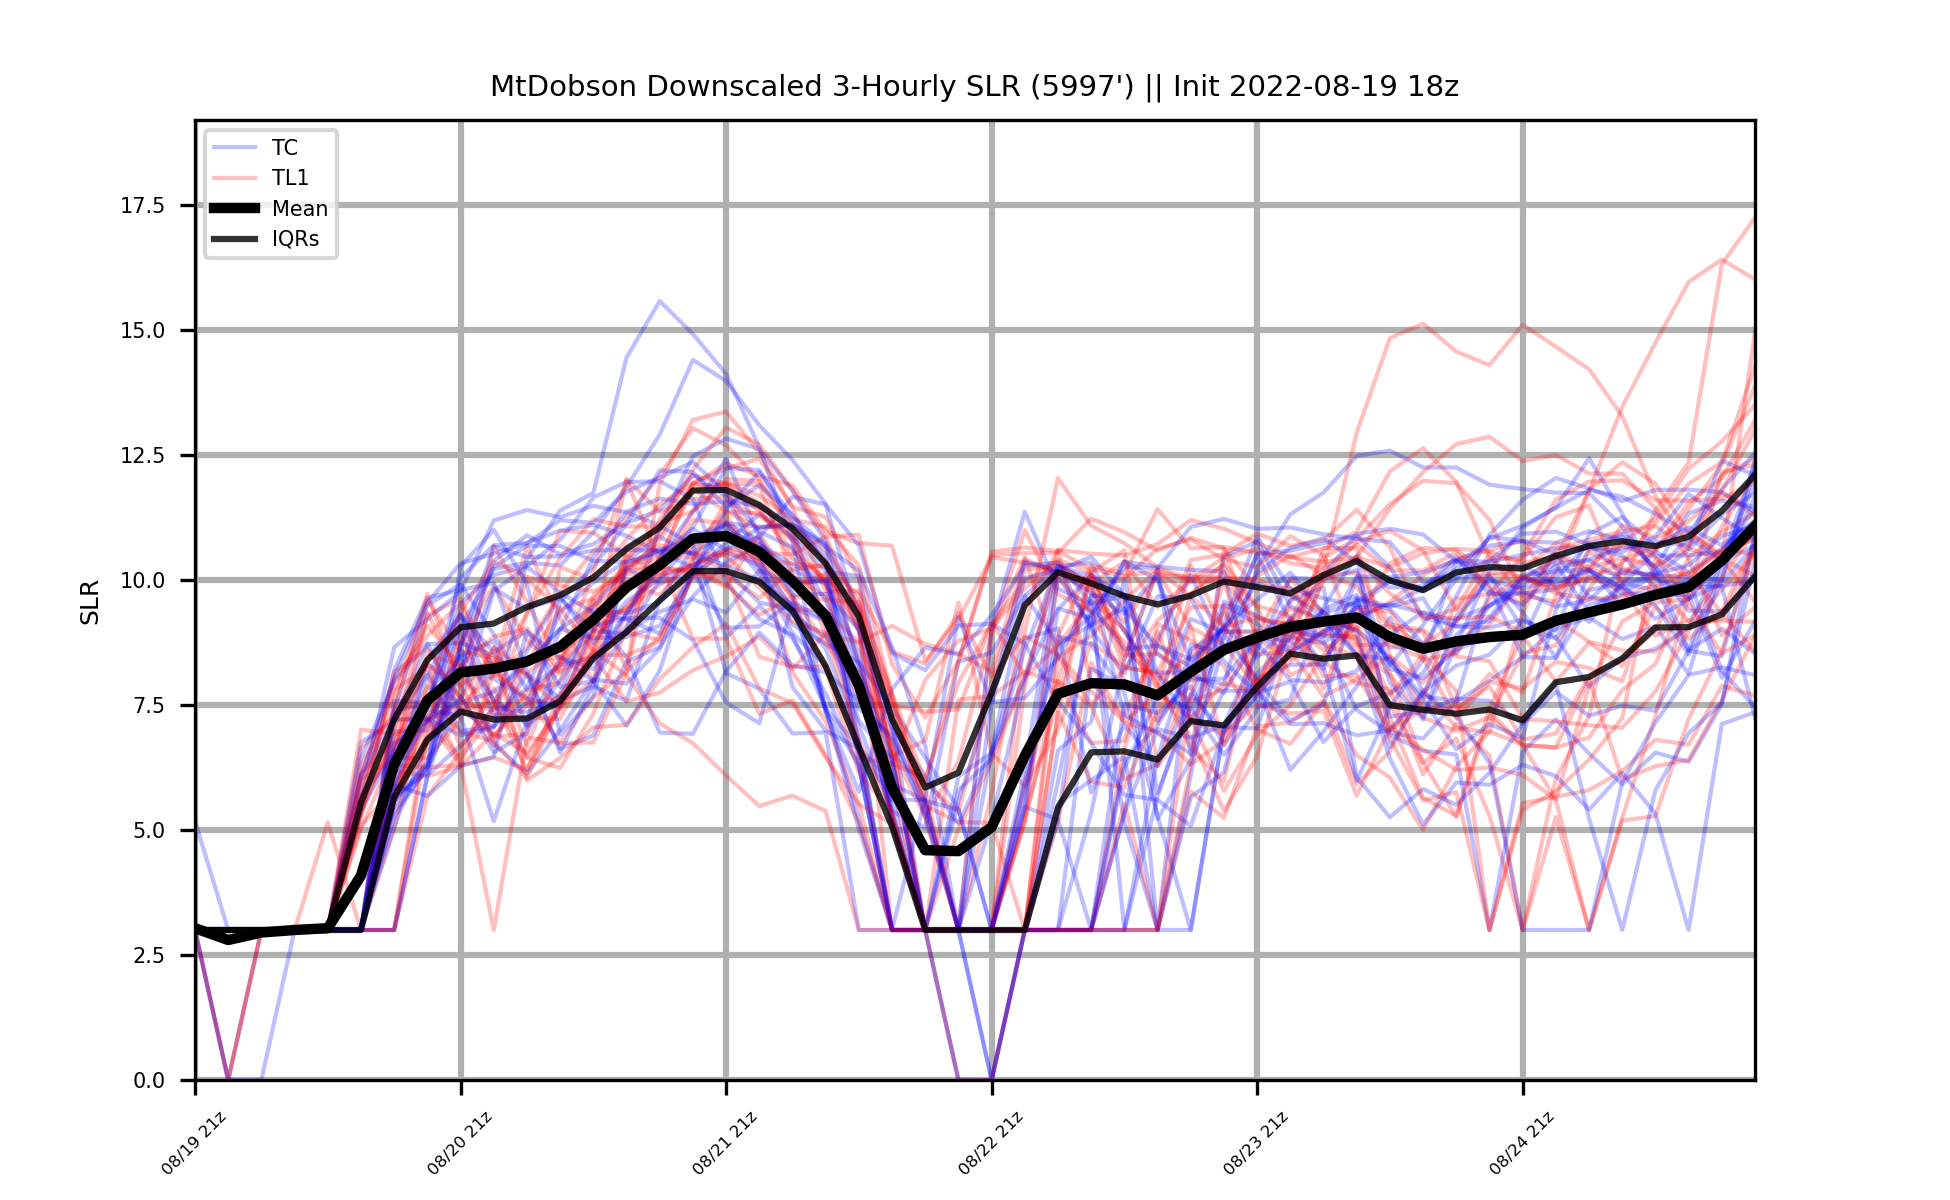 MtDobson Downscaled 3-Hourly SLR (5997') || Init 2022-08-19 18z
TC
TL1
Mean
IQRs
17.5
15.0
12.5
10.0
7.5
5.0
2.5
0.0
SLR
08/19 21z
08/20 21z
08/21 21z
08/22 21z
08/23 21z
08/24 21z